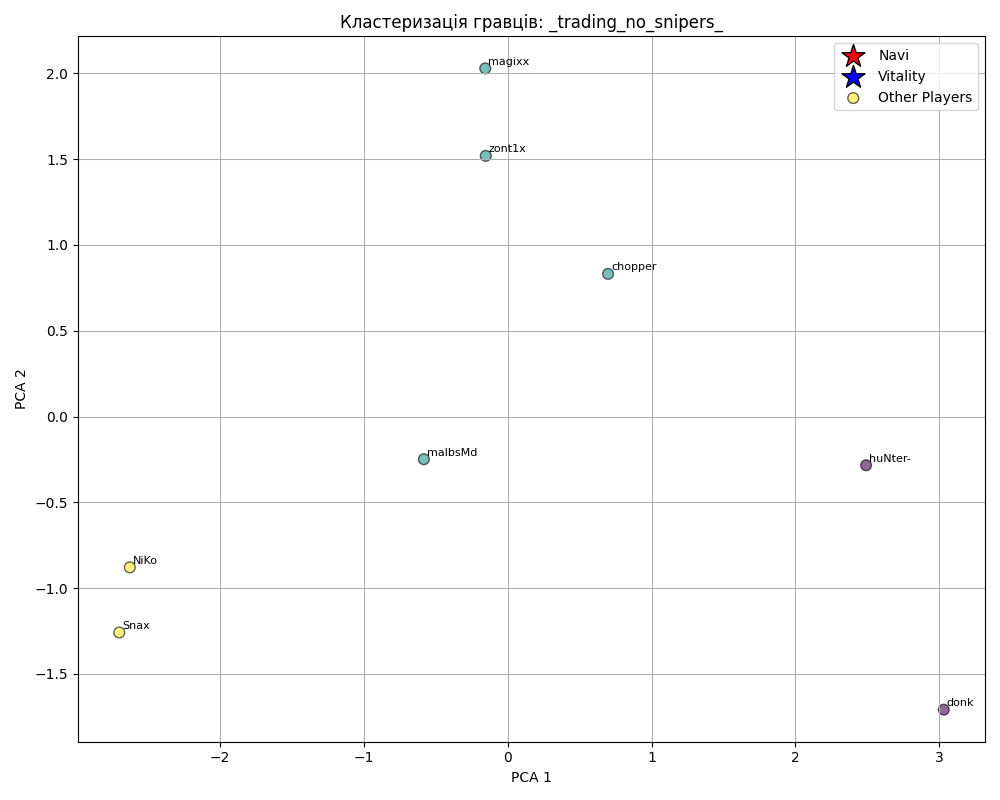 Кластеризація гравців: _trading_no_snipers_
Navi
Vitality
Other Players
magixx
zont1x
chopper
malbsMd
huNter-
NiKo
Snax
donk
2.0
1.5
1.0
0.5
0.0
−0.5
−1.0
−1.5
PCA 2
−2
−1
0
1
2
3
PCA 1